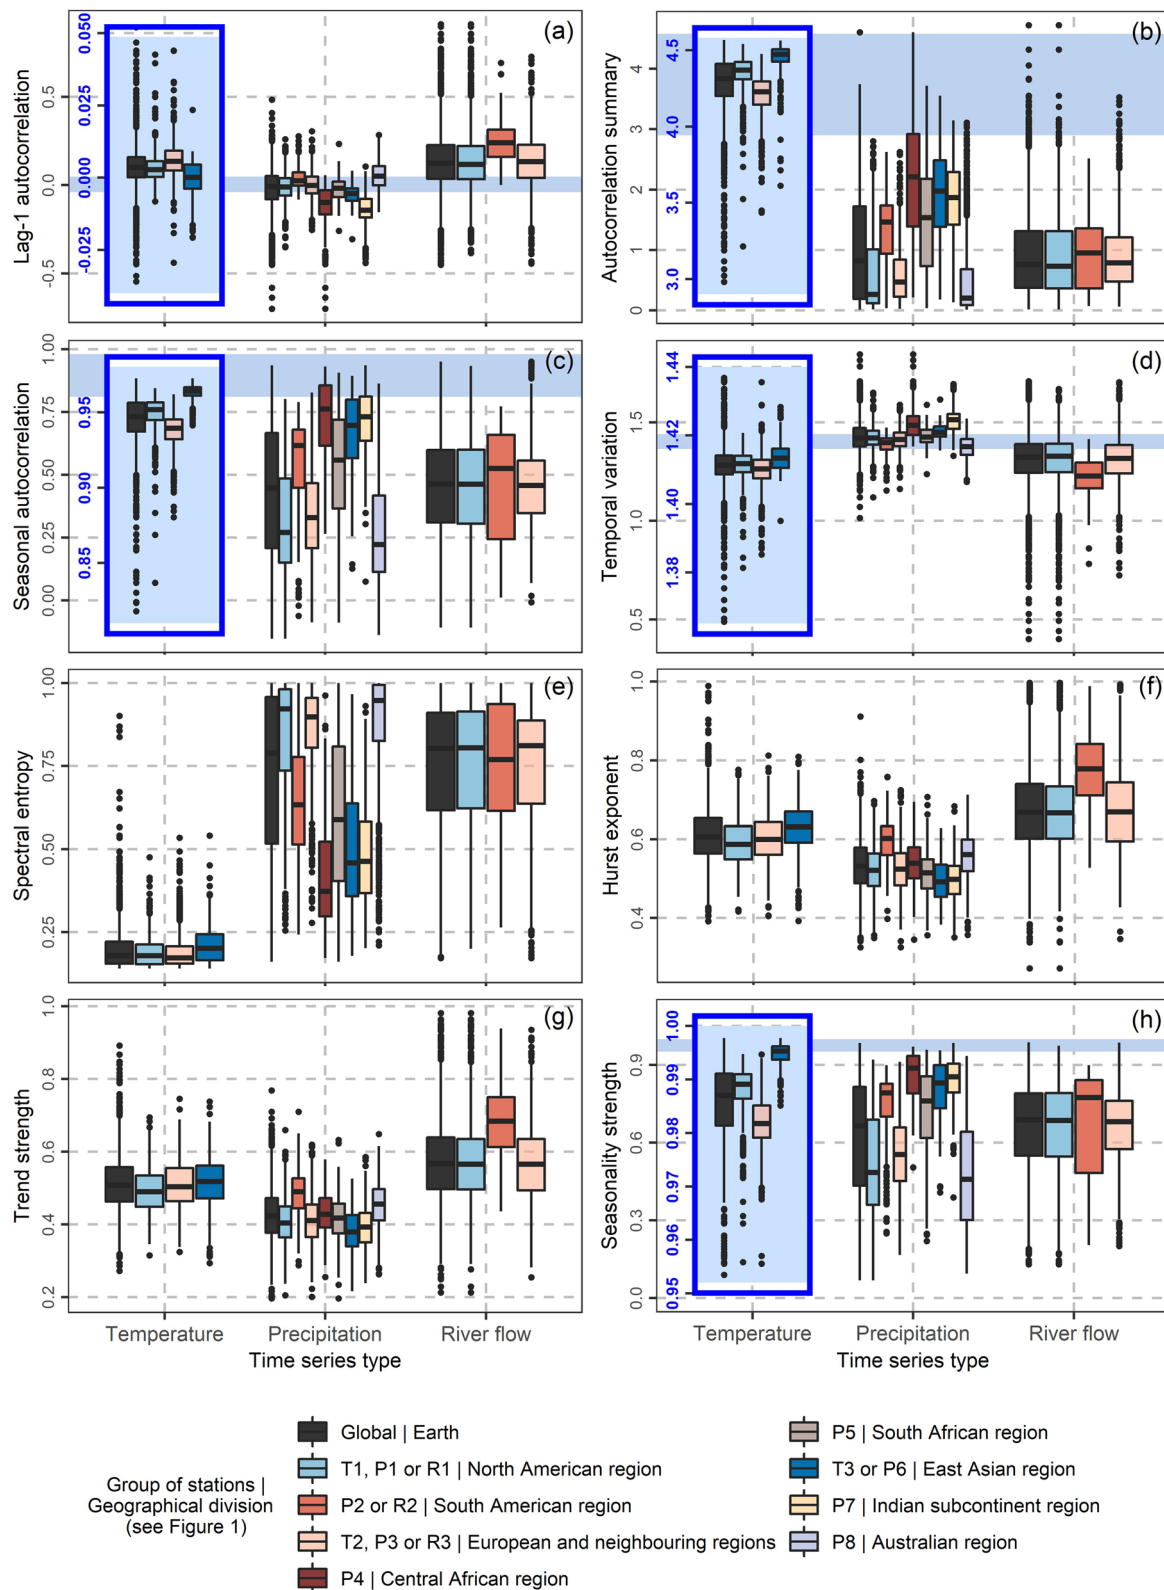 (a)
Lag-1 autocorrelation
0.5
0.0
-0.5
0.050
0.025
0.000
-0.025
(b)
Autocorrelation summary
4
3
2
1
0
4.5
4.0
3.5
3.0
(c)
Seasonal autocorrelation
1.00
0.75
0.50
0.25
0.00
0.95
0.90
0.85
(d)
Temporal variation
1.5
1.0
0.5
1.44
1.42
1.40
1.38
(e)
Spectral entropy
1.00
0.75
0.50
0.25
(f)
Hurst exponent
1.0
0.8
0.6
0.4
(g)
Trend strength
1.0
0.8
0.6
0.4
0.2
(h)
Seasonality strength
0.9
0.6
0.3
0.0
1.00
0.99
0.98
0.97
0.96
0.95
Temperature Precipitation River flow
Time series type
Temperature Precipitation River flow
Time series type
Group of stations |
Geographical division
(see Figure 1)
Global | Earth
T1, P1 or R1 | North American region
P2 or R2 | South American region
T2, P3 or R3 | European and neighbouring regions
P4 | Central African region
P5 | South African region
T3 or P6 | East Asian region
P7 | Indian subcontinent region
P8 | Australian region